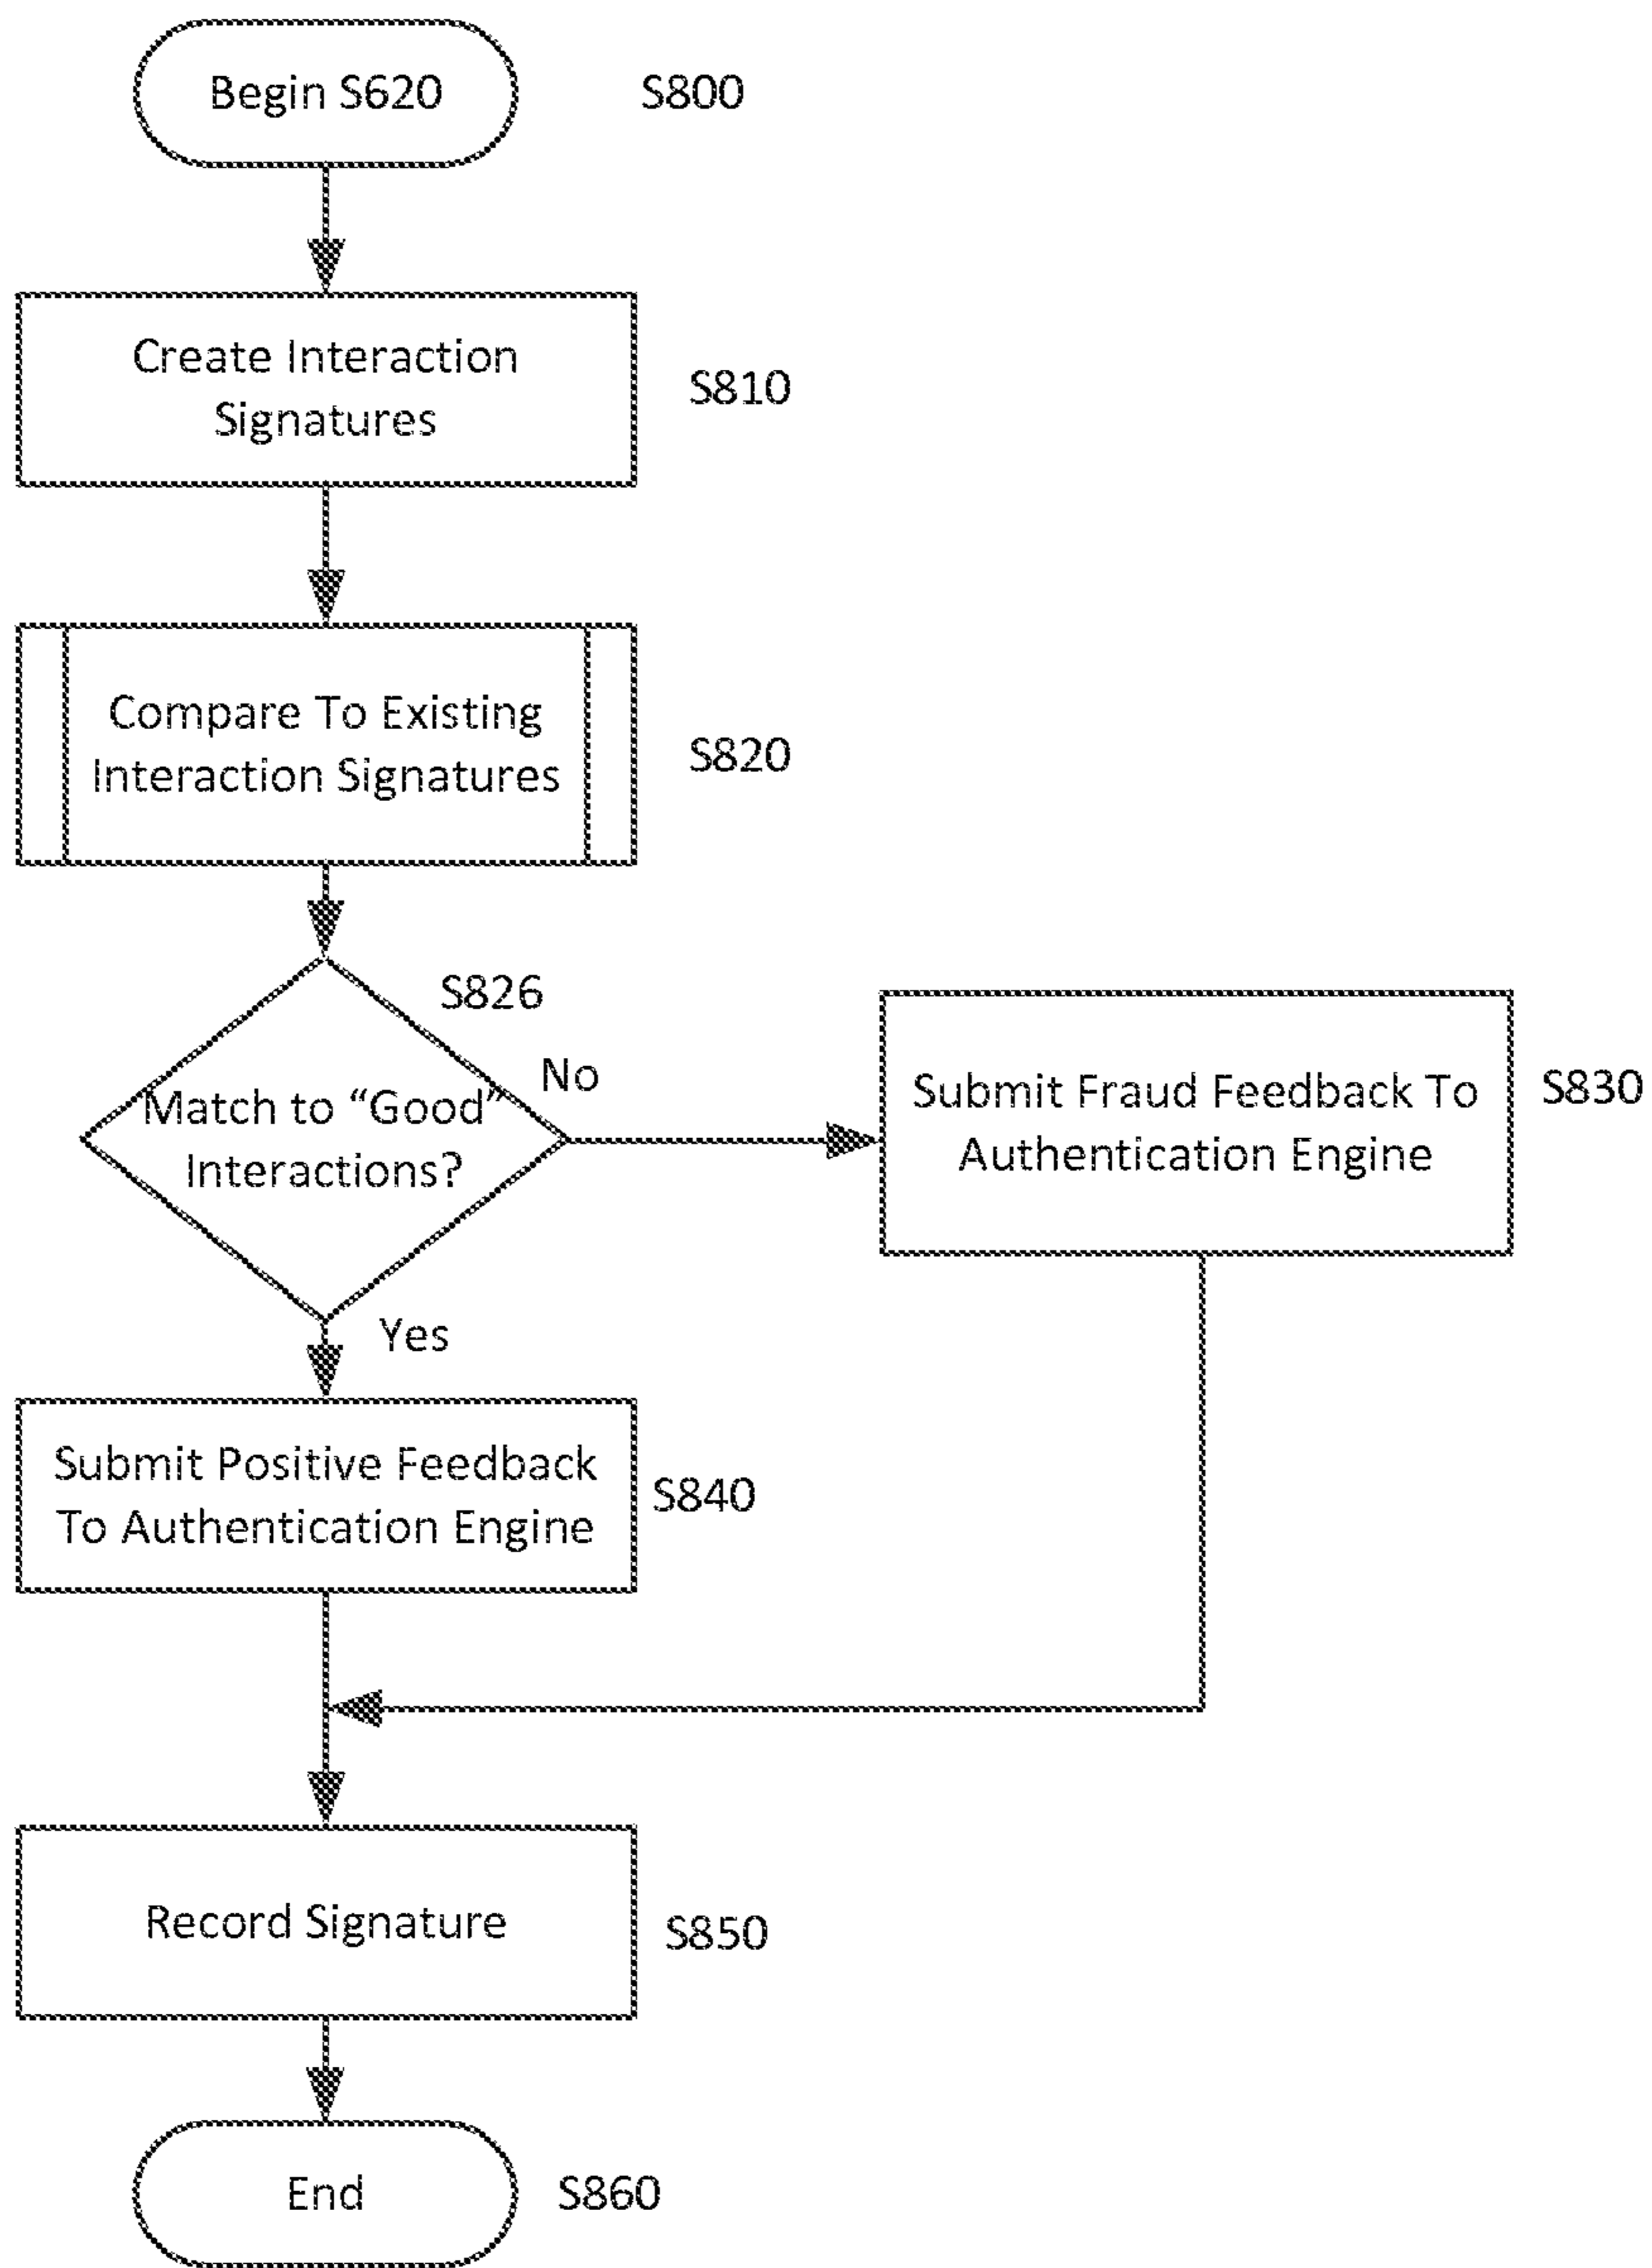 Begin S620
S800
Create Interaction
Signatures
S810
Compare To Existing
Interaction Signatures
S820
S826
Match to “Good”
Interactions?
No
Submit Fraud Feedback To
Authentication Engine
S830
Yes
Submit Positive Feedback
To Authentication Engine
S840
Record Signature
S850
End
S860